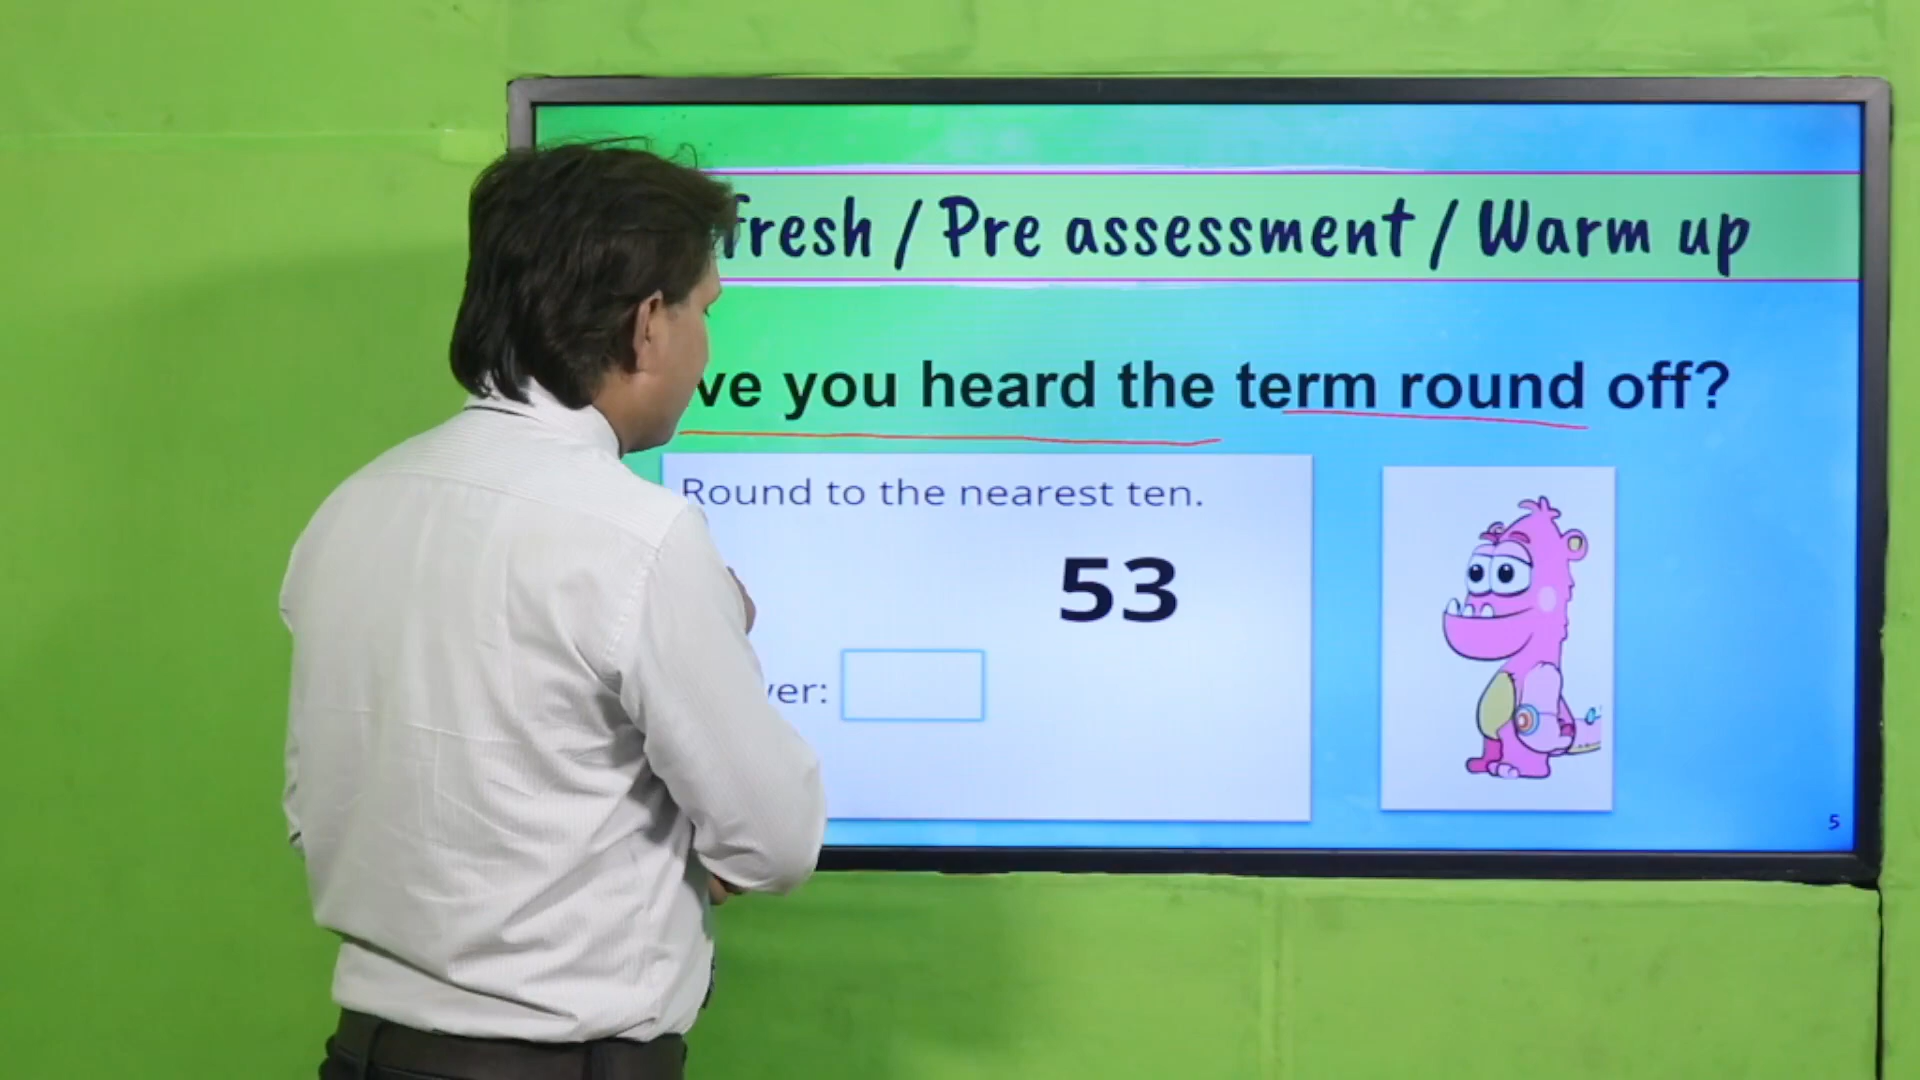 fresh / Pre assessment / Warm up
ve you heard the term round off?
Round to the nearest ten.
53
er:
5